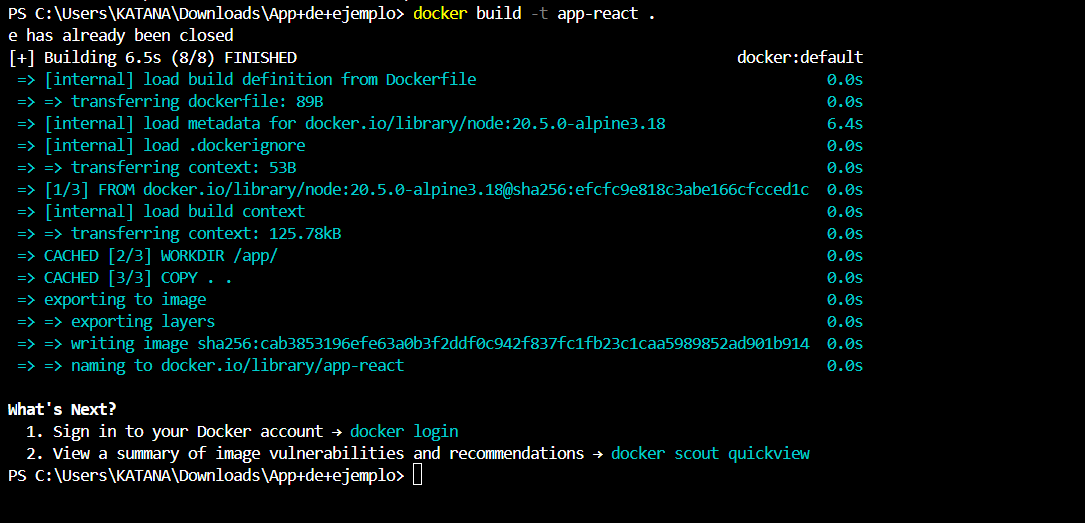 PS C:\Users\KATANA\Downloads\App+de+ejemplo> docker build -t app-react .
e has already been closed
[+] Building 6.5s (8/8) FINISHED docker:default
=> [internal] load build definition from Dockerfile 0.0s
=> => transferring dockerfile: 89B 0.0s
=> [internal] load metadata for docker.io/library/node:20.5.0-alpine3.18 6.4s
=> [internal] load .dockerignore 0.0s
=> => transferring context: 53B 0.0s
=> [1/3] FROM docker.io/library/node:20.5.0-alpine3.18@sha256:efcfc9e818c3abe166cfcced1c 0.0s
=> [internal] load build context 0.0s
=> => transferring context: 125.78kB 0.0s
=> CACHED [2/3] WORKDIR /app/ 0.0s
=> CACHED [3/3] COPY . . 0.0s
=> exporting to image 0.0s
=> => exporting layers 0.0s
=> => writing image sha256:cab3853196efe63a0b3f2ddf0c942f837fc1fb23c1caa5989852ad901b914 0.0s
=> => naming to docker.io/library/app-react 0.0s
What's Next?
1. Sign in to your Docker account → docker login
2. View a summary of image vulnerabilities and recommendations → docker scout quickview
PS C:\Users\KATANA\Downloads\App+de+ejemplo>